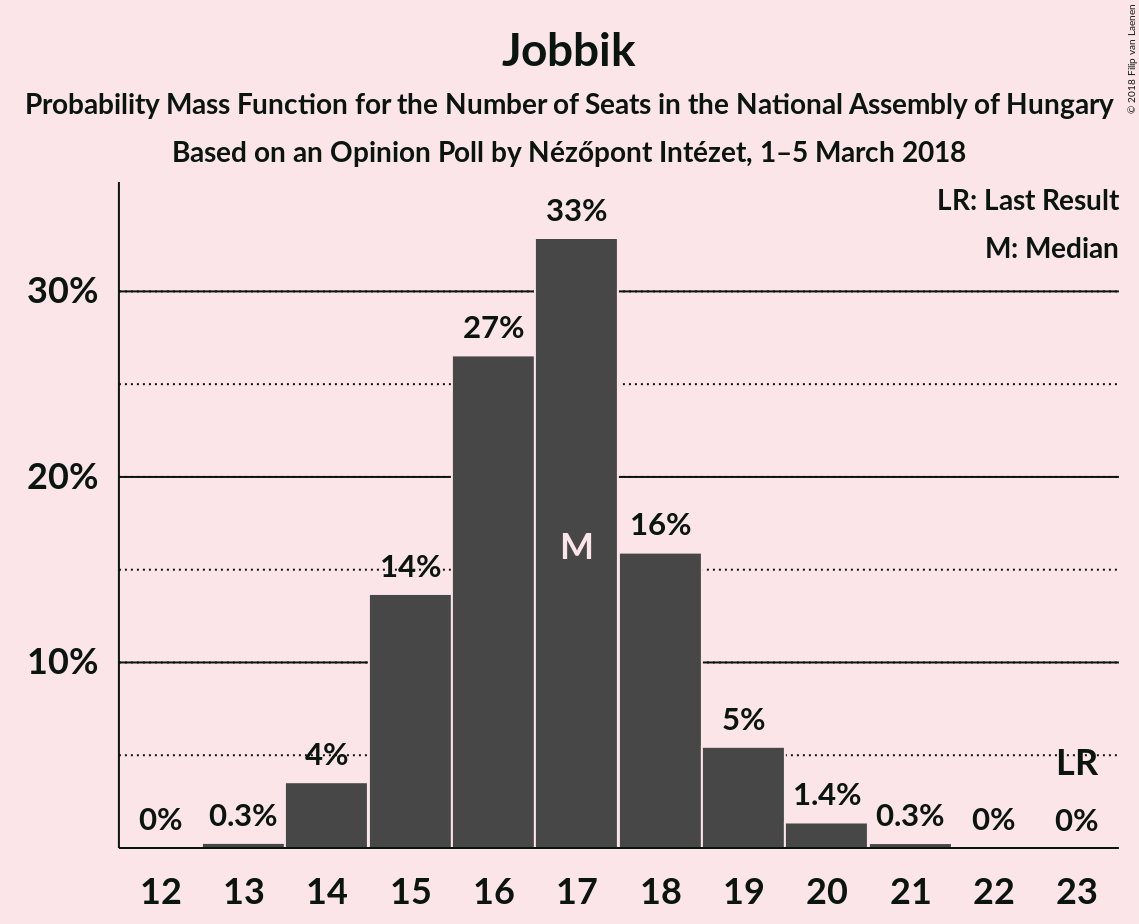 © 2018 Filip van Laenen
Jobbik
Probability Mass Function for the Number of Seats in the National Assembly of Hungary
Based on an Opinion Poll by Nézőpont Intézet, 1–5 March 2018
LR: Last Result
M: Median
30%
20%
10%
0%
0.3%
4%
14%
27%
33%
M
16%
5%
1.4%
0.3%
0%
LR
0%
12 13 14 15 16 17 18 19 20 21 22 23